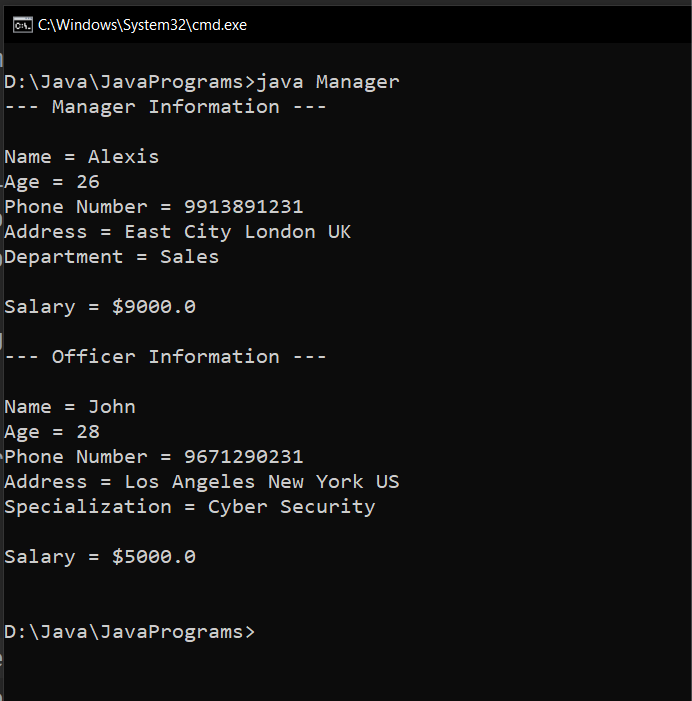 C:\Windows\System32\cmd.exe
D:\Java\JavaPrograms>java Manager
--- Manager Information ---
Name = Alexis
Age = 26
Phone Number = 9913891231
Address = East City London UK
Department = Sales
Salary = $9000.0
--- Officer Information ---
Name = John
Age = 28
Phone Number = 9671290231
Address = Los Angeles New York US
Specialization = Cyber Security
Salary = $5000.0
D:\Java\JavaPrograms>